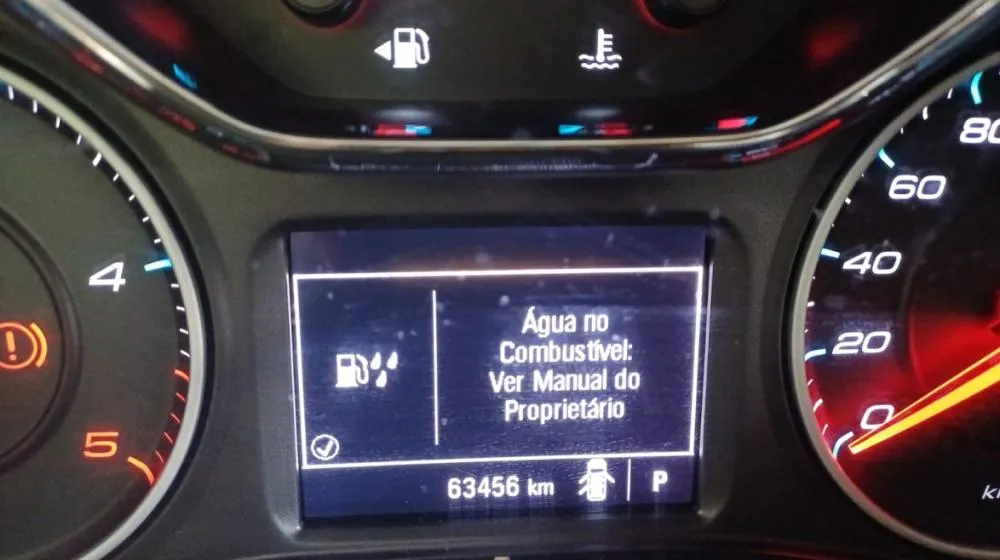 80
60
4
40
Água no
Combustível:
Ver Manual do
Proprietário
20
0
5
63456 km
P